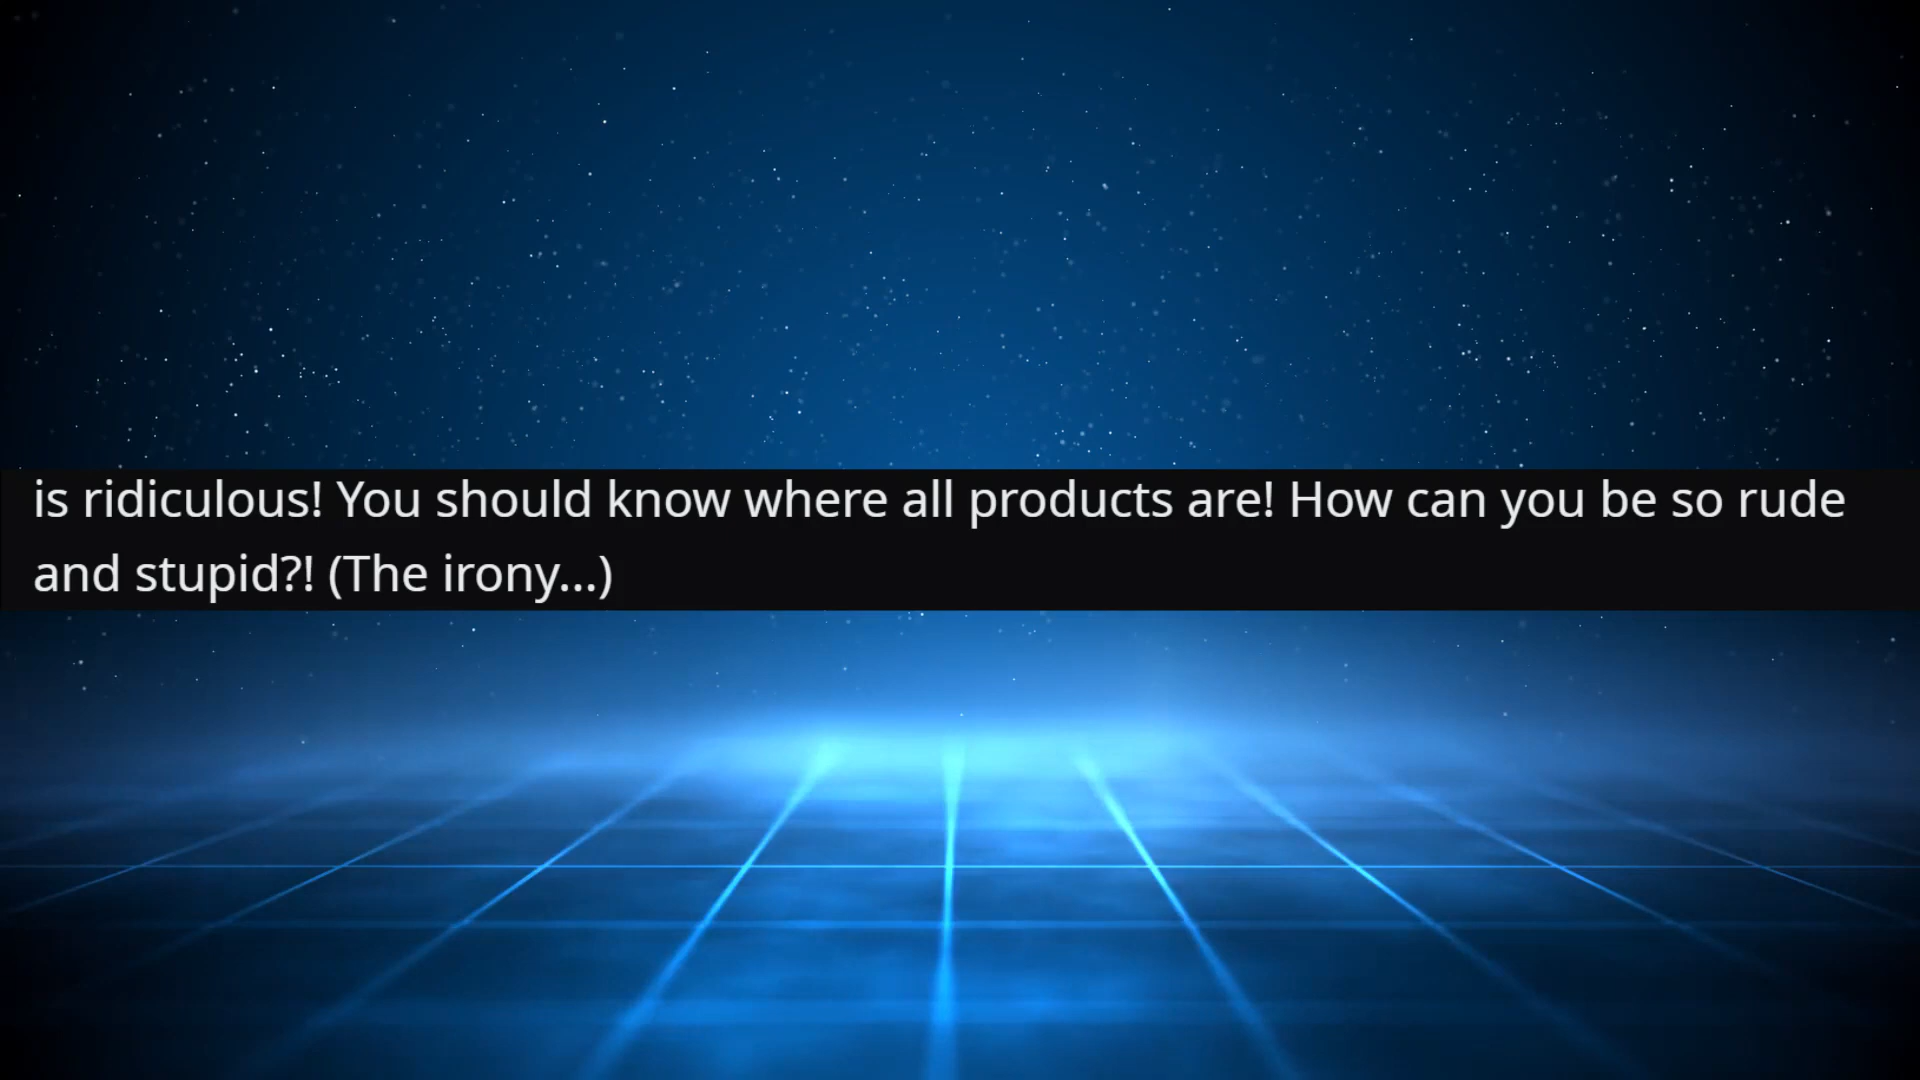 is ridiculous! You should know where all products are! How can you be so rude
and stupid?! (The irony...)